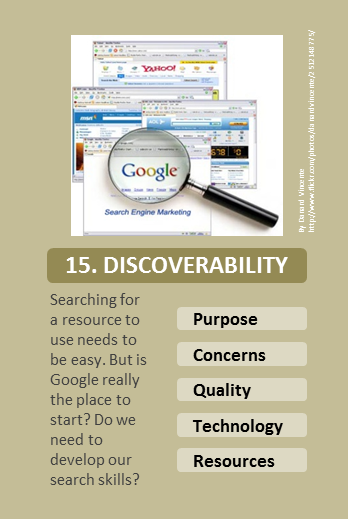 YAHOO!
msn
Google
Search Engine Marketing
By Danard Vincente
http://www.flickr.com/photos/danardvincente/2512148775/
15. DISCOVERABILITY
Searching for
a resource to
use needs to
be easy. But is
Google really
the place to
start? Do we
need to
develop our
search skills?
Purpose
Concerns
Quality
Technology
Resources